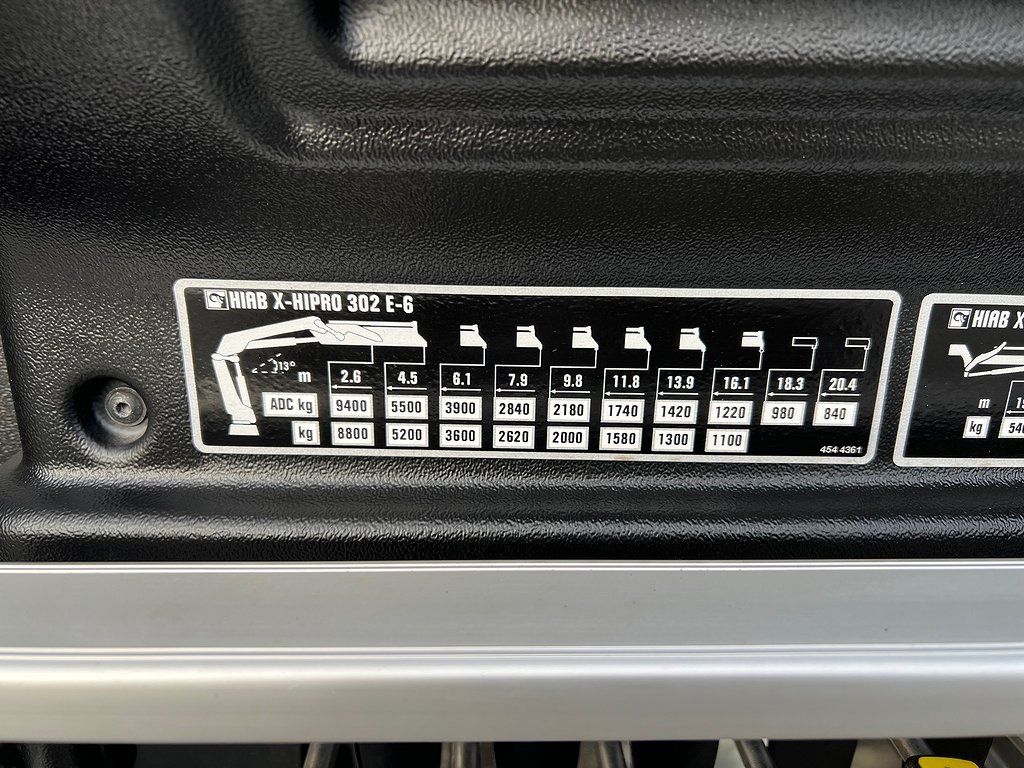 HIAB X-HIPRO 302 E-6
13°
m 2.6 4.5 6.1 7.9 9.8 11.8 13.9 16.1 18.3 20.4
ADC kg 9400 5500 3900 2840 2180 1740 1420 1220 980 840
kg 8800 5200 3600 2620 2000 1580 1300 1100
454 4361
HIAB
m
kg